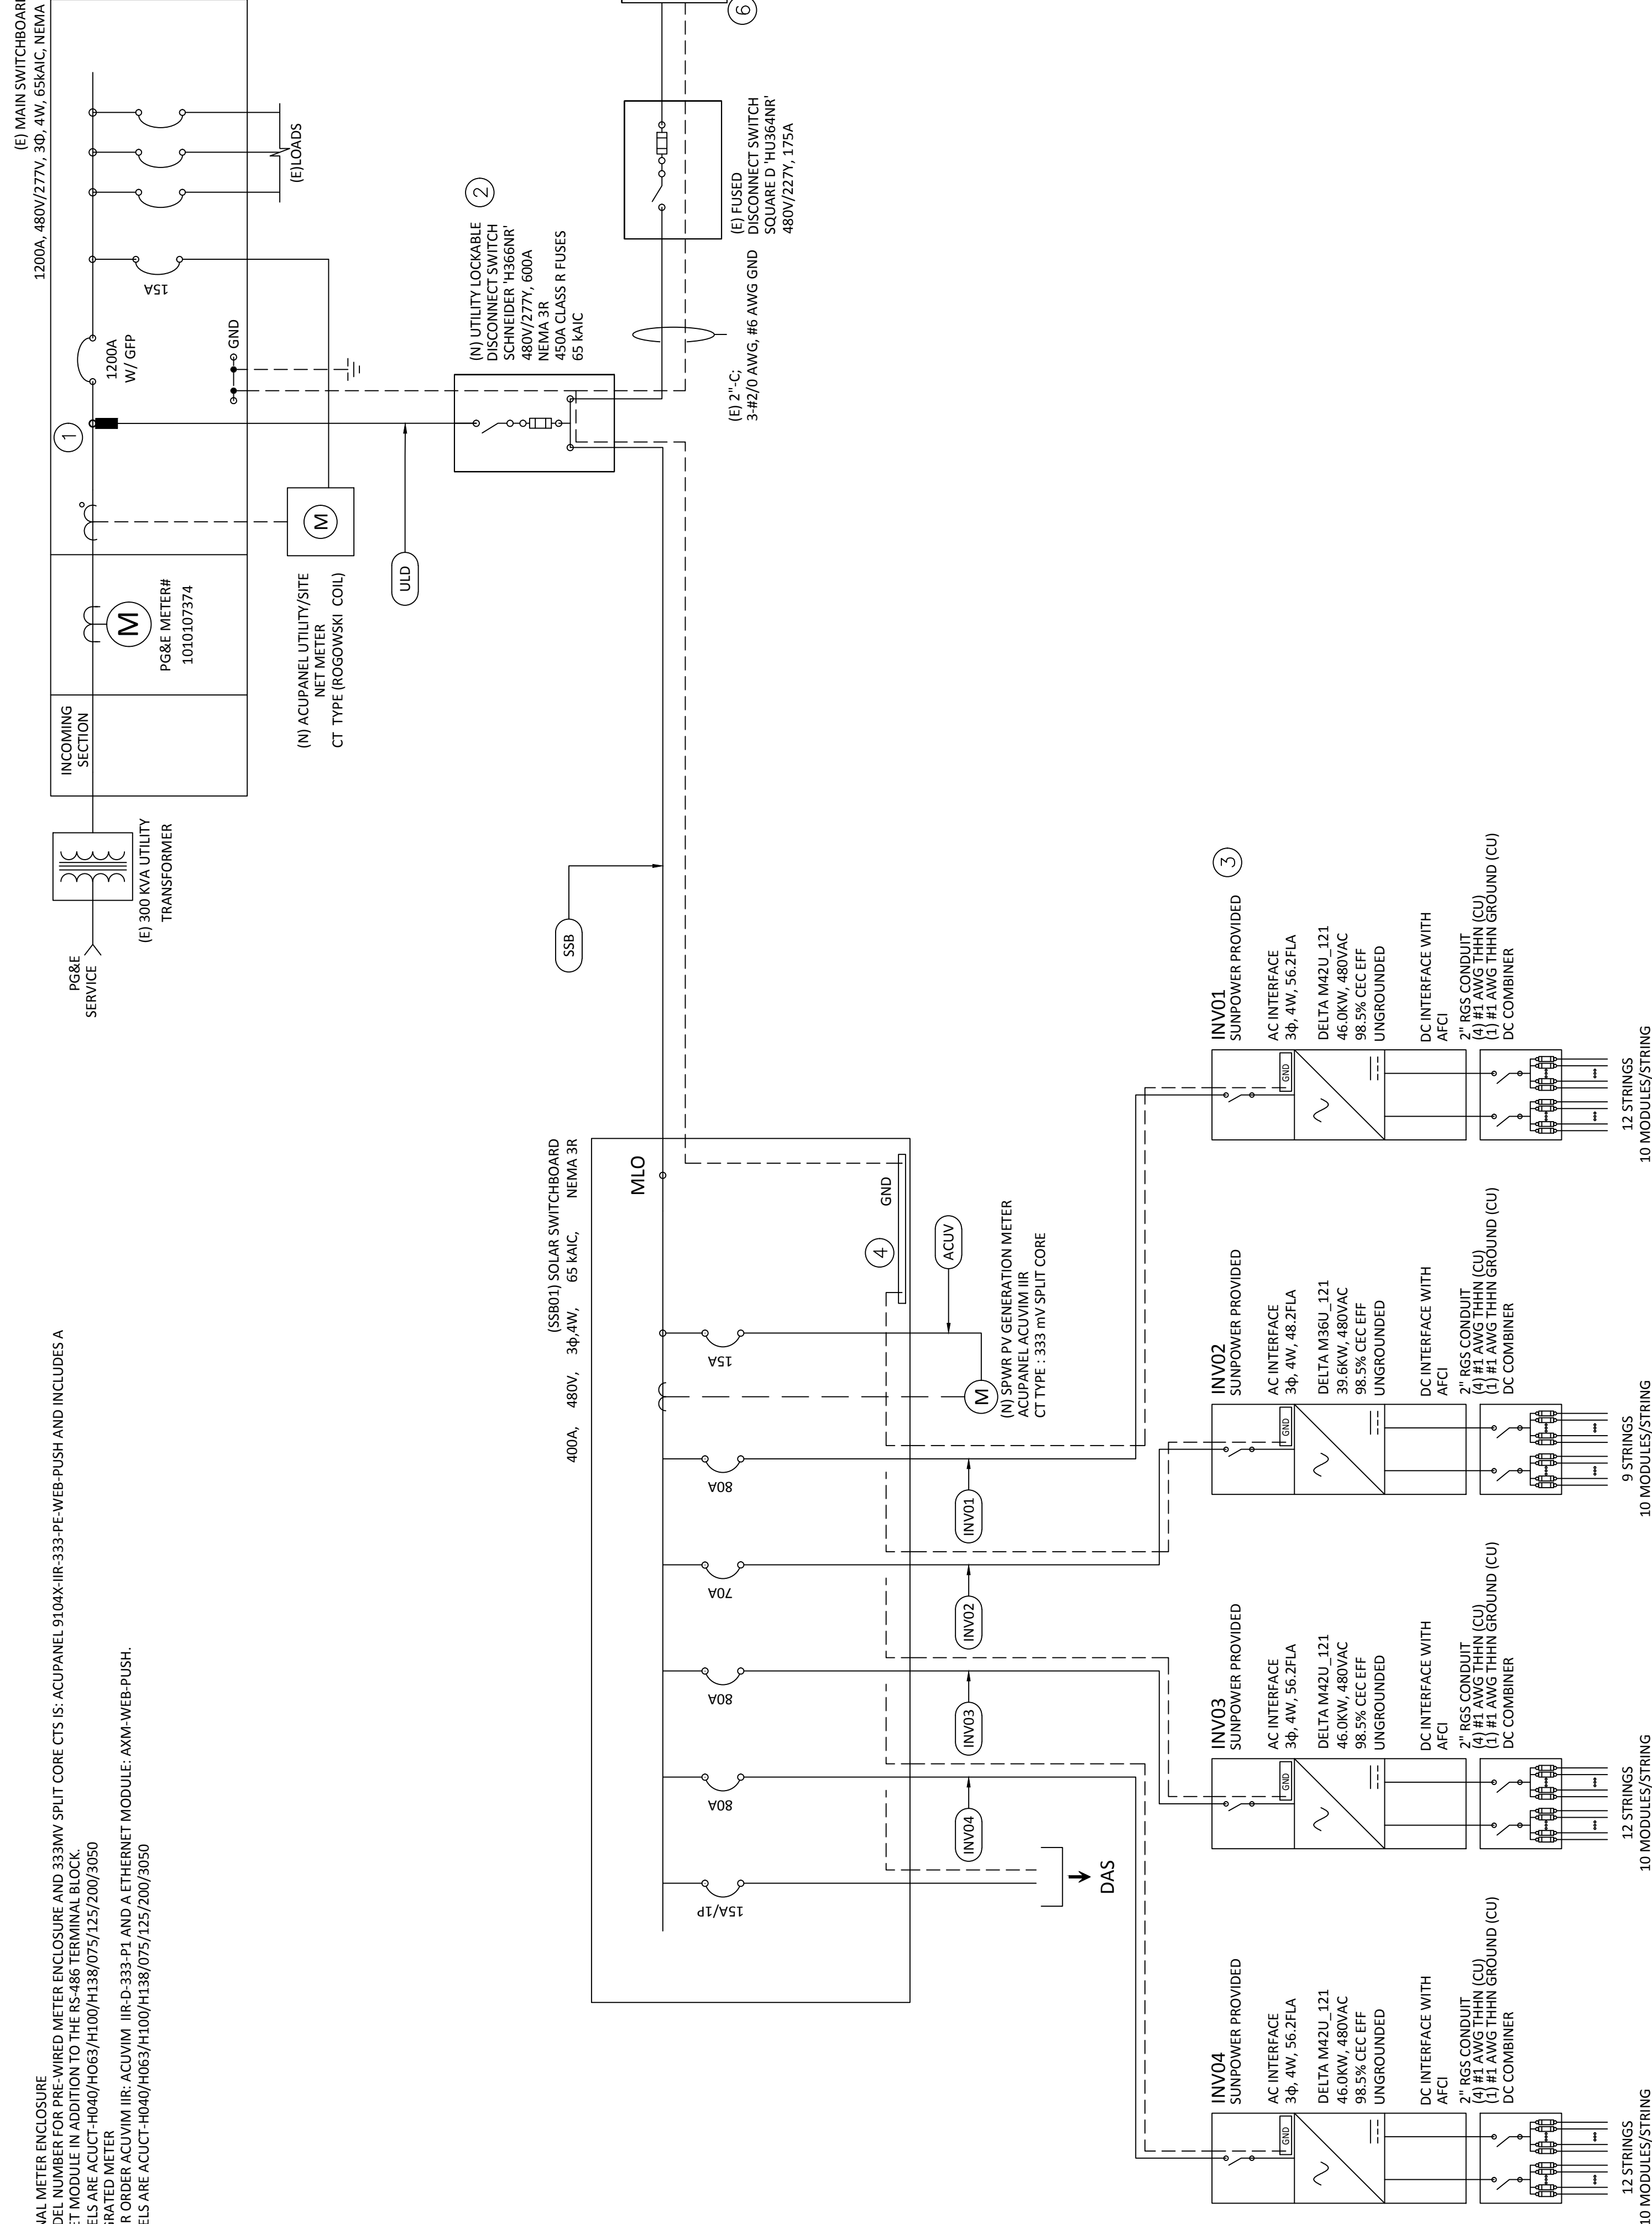 (E) MAIN SWITCHBOARD
1200A, 480V/277V, 3Φ, 4W, 65kAIC, NEMA
(E)LOADS
15A
1200A
W/ GFP
GND
1
PG&E METER#
1010107374
M
INCOMING
SECTION
(E) 300 KVA UTILITY
TRANSFORMER
PG&E
SERVICE
M
(N) ACUPANEL UTILITY/SITE
NET METER
CT TYPE (ROGOWSKI COIL)
ULD
2
(N) UTILITY LOCKABLE
DISCONNECT SWITCH
SCHNEIDER 'H366NR'
480V/277Y, 600A
NEMA 3R
450A CLASS R FUSES
65 kAIC
6
(E) FUSED
DISCONNECT SWITCH
SQUARE D 'HU364NR'
480V/227Y, 175A
(E) 2"-C;
3-#2/0 AWG, #6 AWG GND
SSB
(SSB01) SOLAR SWITCHBOARD
400A, 480V, 3ф,4W, 65 kAIC, NEMA 3R
MLO
GND
4
ACUV
15A
M
(N) SPWR PV GENERATION METER
ACUPANEL ACUVIM IIR
CT TYPE : 333 mV SPLIT CORE
80A
70A
80A
80A
15A/1P
INV01
INV02
INV03
INV04
DAS
INV01
SUNPOWER PROVIDED
3
AC INTERFACE
3ф, 4W, 56.2FLA
DELTA M42U_121
46.0KW, 480VAC
98.5% CEC EFF
UNGROUNDED
DC INTERFACE WITH
AFCI
2" RGS CONDUIT
(4) #1 AWG THHN (CU)
(1) #1 AWG THHN GROUND (CU)
DC COMBINER
GND
12 STRINGS
10 MODULES/STRING
INV02
SUNPOWER PROVIDED
AC INTERFACE
3ф, 4W, 48.2FLA
DELTA M36U_121
39.6KW, 480VAC
98.5% CEC EFF
UNGROUNDED
DC INTERFACE WITH
AFCI
2" RGS CONDUIT
(4) #1 AWG THHN (CU)
(1) #1 AWG THHN GROUND (CU)
DC COMBINER
GND
9 STRINGS
10 MODULES/STRING
INV03
SUNPOWER PROVIDED
AC INTERFACE
3ф, 4W, 56.2FLA
DELTA M42U_121
46.0KW, 480VAC
98.5% CEC EFF
UNGROUNDED
DC INTERFACE WITH
AFCI
2" RGS CONDUIT
(4) #1 AWG THHN (CU)
(1) #1 AWG THHN GROUND (CU)
DC COMBINER
GND
12 STRINGS
10 MODULES/STRING
INV04
SUNPOWER PROVIDED
AC INTERFACE
3ф, 4W, 56.2FLA
DELTA M42U_121
46.0KW, 480VAC
98.5% CEC EFF
UNGROUNDED
DC INTERFACE WITH
AFCI
2" RGS CONDUIT
(4) #1 AWG THHN (CU)
(1) #1 AWG THHN GROUND (CU)
DC COMBINER
GND
12 STRINGS
10 MODULES/STRING
NAL METER ENCLOSURE
DEL NUMBER FOR PRE-WIRED METER ENCLOSURE AND 333MV SPLIT CORE CTS IS: ACUPANEL 9104X-IIR-333-PE-WEB-PUSH AND INCLUDES A
ET MODULE IN ADDITION TO THE RS-486 TERMINAL BLOCK.
ELS ARE ACUCT-H040/HO63/H100/H138/075/125/200/3050
GRATED METER
R ORDER ACUVIM IIR: ACUVIM IIR-D-333-P1 AND A ETHERNET MODULE: AXM-WEB-PUSH.
ELS ARE ACUCT-H040/H063/H100/H138/075/125/200/3050